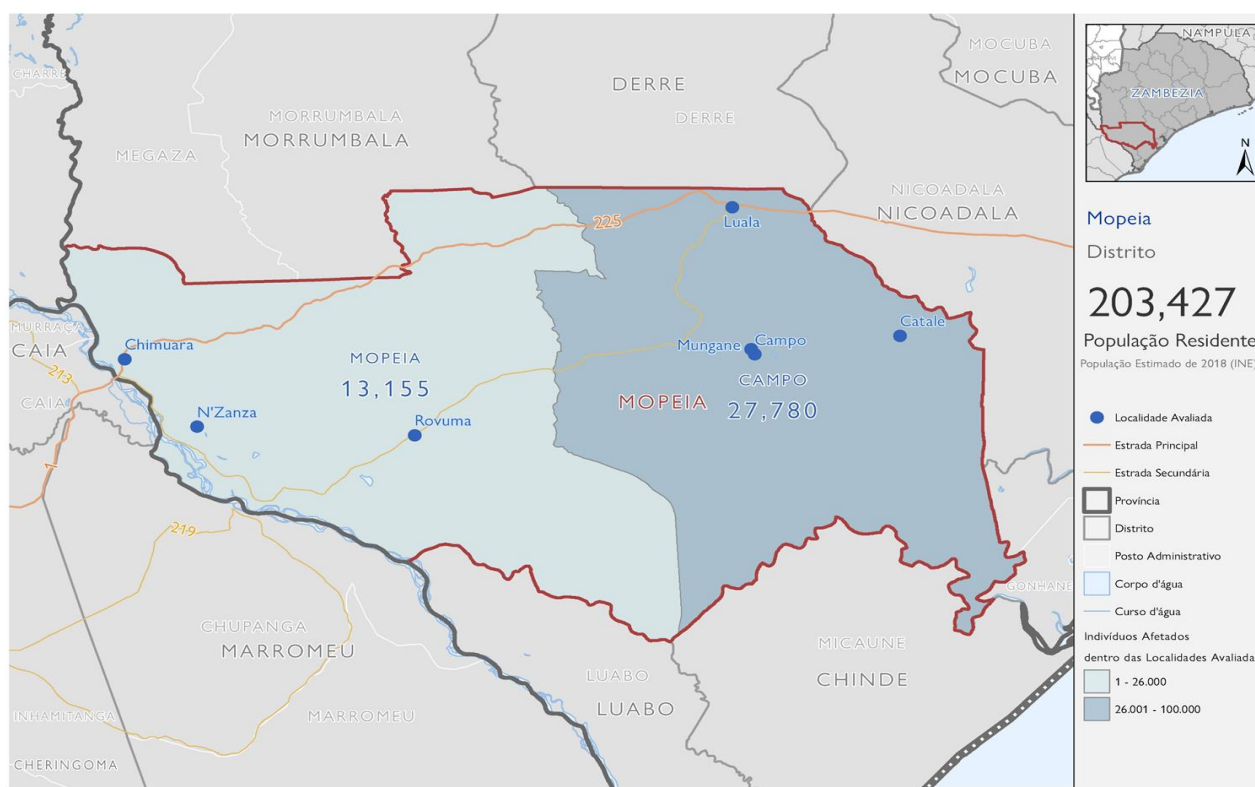 CHARRE
MEGAZA
MORRUMBALA
MORRUMBALA
DERRE
DERRE
MOCUBA
MOCUBA
NICOADALA
NICOADALA
225
Luala
Catale
Mungane
Campo
CAMPO
27,780
MOPEIA
MOPEIA
13,155
Chimuara
N'Zanza
Rovuma
MURRAÇA
CAIA
213
CAIA
1
219
CHUPANGA
MARROMEU
MARROMEU
INHAMITANGA
CHERINGOMA
LUABO
LUABO
MICAUNE
CHINDE
GONHANE
NAMPULA
ZAMBEZIA
N
Mopeia
Distrito
203,427
População Residente
População Estimado de 2018 (INE)
Localidade Avaliada
Estrada Principal
Estrada Secundária
Província
Distrito
Posto Administrativo
Corpo d'água
Curso d'água
Indivíduos Afetados
dentro das Localidades Avaliada
1 - 26.000
26.001 - 100.000